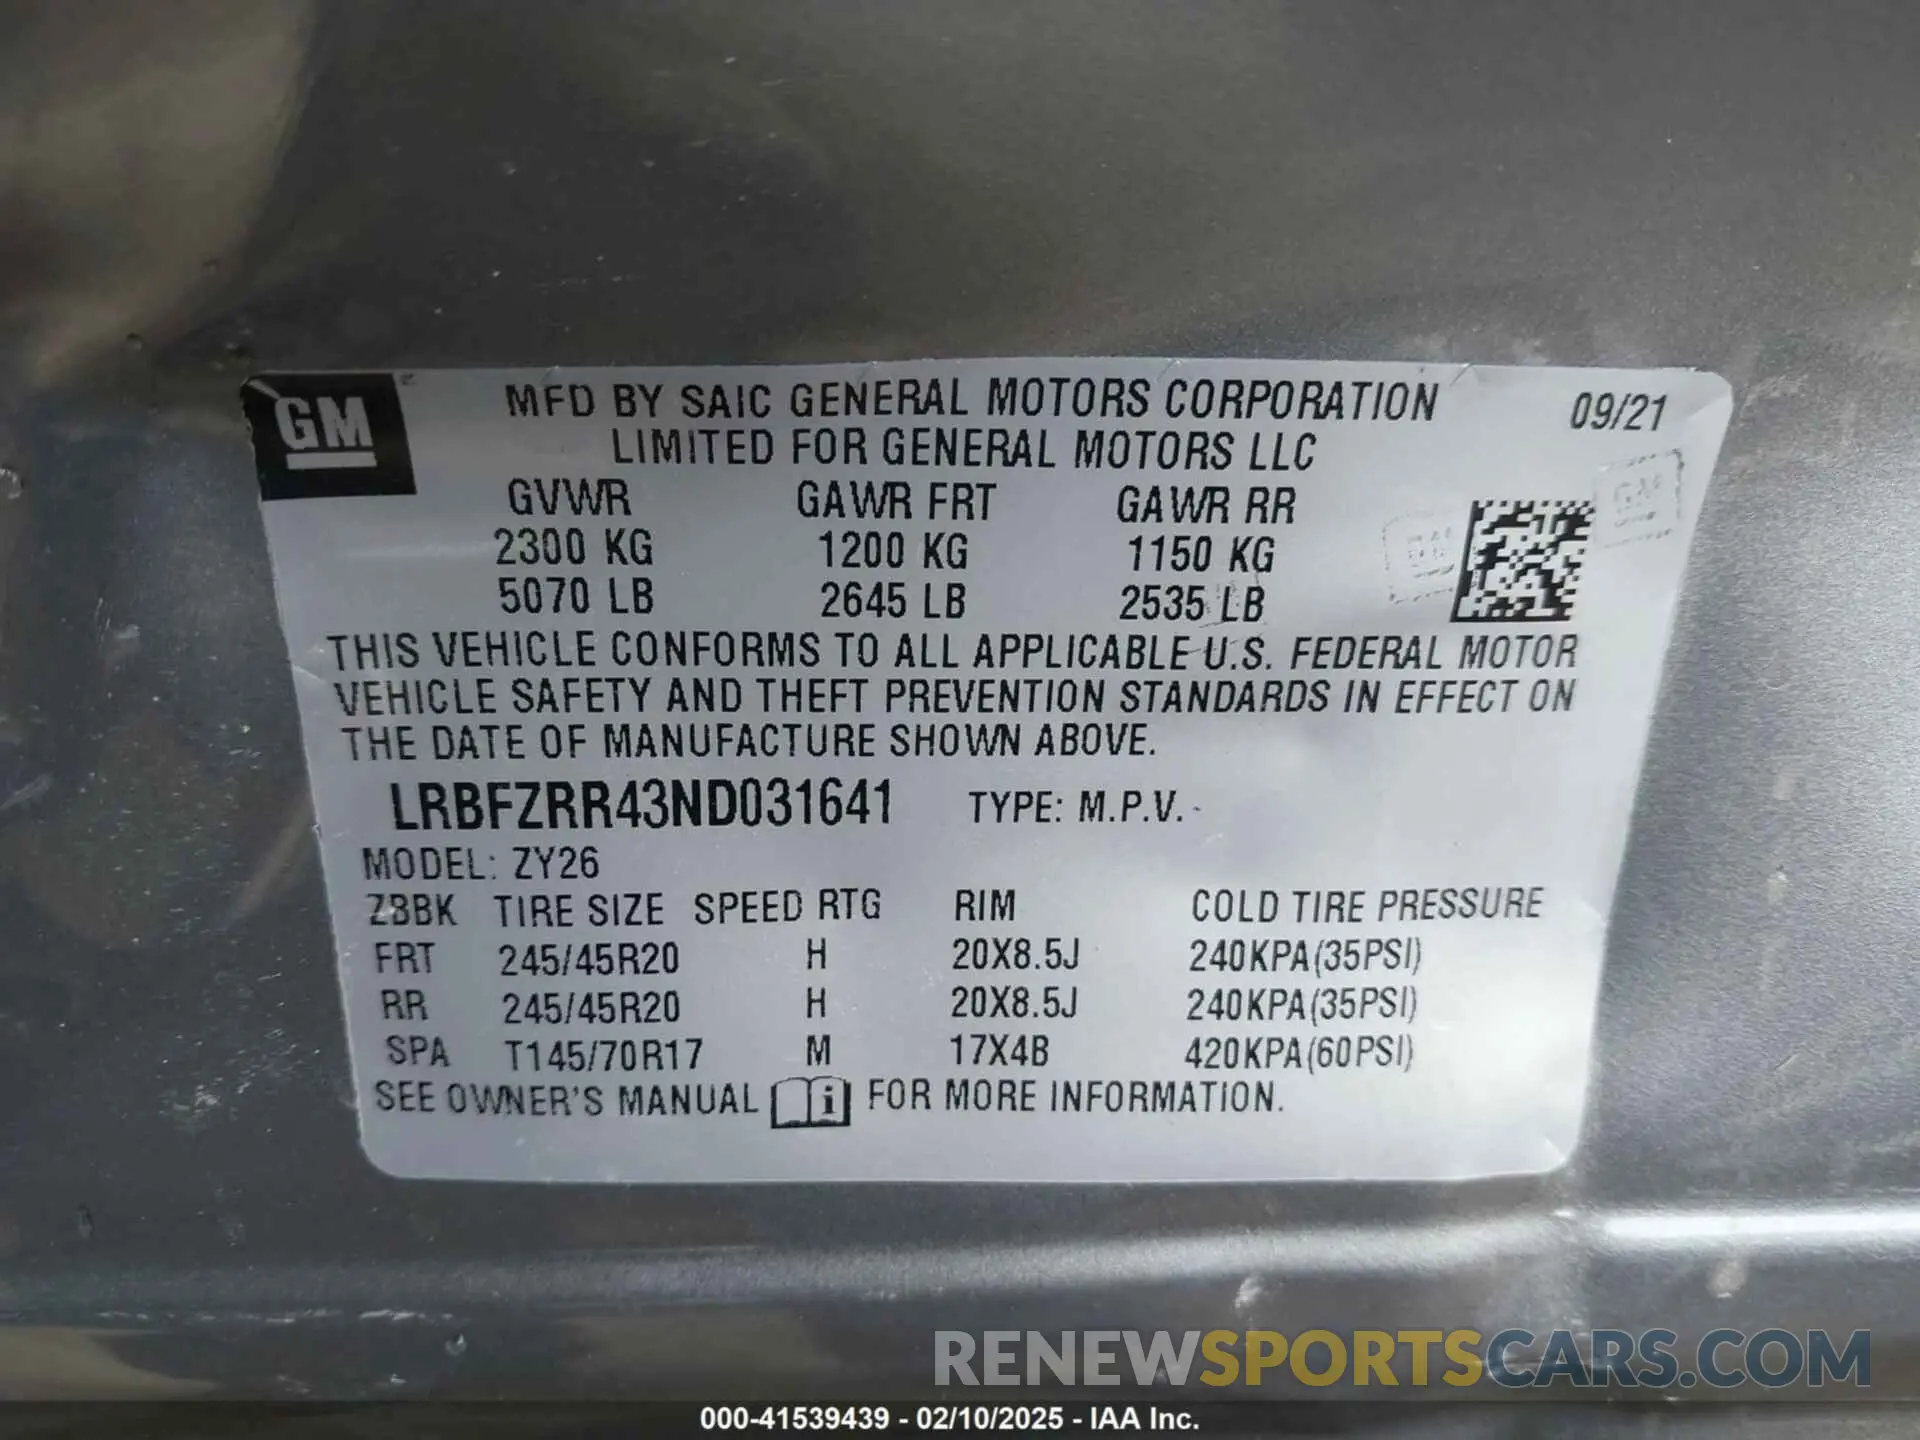 GM
MFD BY SAIC GENERAL MOTORS CORPORATION 09/21
LIMITED FOR GENERAL MOTORS LLC
GVWR GAWR FRT GAWR RR
2300 KG 1200 KG 1150 KG
5070 LB 2645 LB 2535 LB
GM GM
THIS VEHICLE CONFORMS TO ALL APPLICABLE U.S. FEDERAL MOTOR
VEHICLE SAFETY AND THEFT PREVENTION STANDARDS IN EFFECT ON
THE DATE OF MANUFACTURE SHOWN ABOVE.
LRBFZRR43ND031641 TYPE: M.P.V.
MODEL: ZY26
ZBBK TIRE SIZE SPEED RTG RIM COLD TIRE PRESSURE
FRT 245/45R20 H 20X8.5J 240KPA(35PSI)
RR 245/45R20 H 20X8.5J 240KPA(35PSI)
SPA T145/70R17 M 17X4B 420KPA(60PSI)
SEE OWNER'S MANUAL i FOR MORE INFORMATION.
RENEWSPORTSCARS.COM
000-41539439 - 02/10/2025 - IAA Inc.